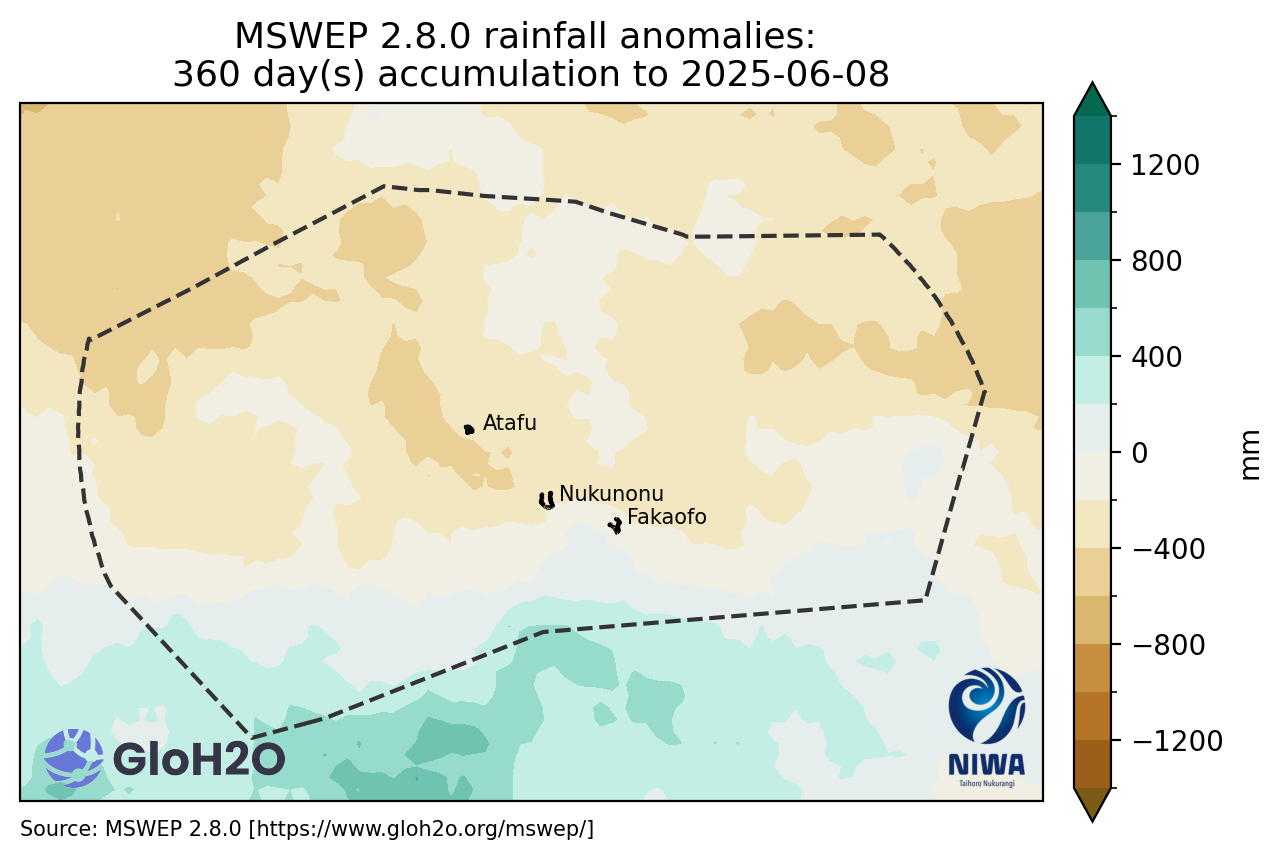 MSWEP 2.8.0 rainfall anomalies:
360 day(s) accumulation to 2025-06-08
1200
800
400
0
−400
−800
−1200
mm
Atafu
Nukunonu
Fakaofo
GloH2O
NIWA
Taihoro Nukurangi
Source: MSWEP 2.8.0 [https://www.gloh2o.org/mswep/]